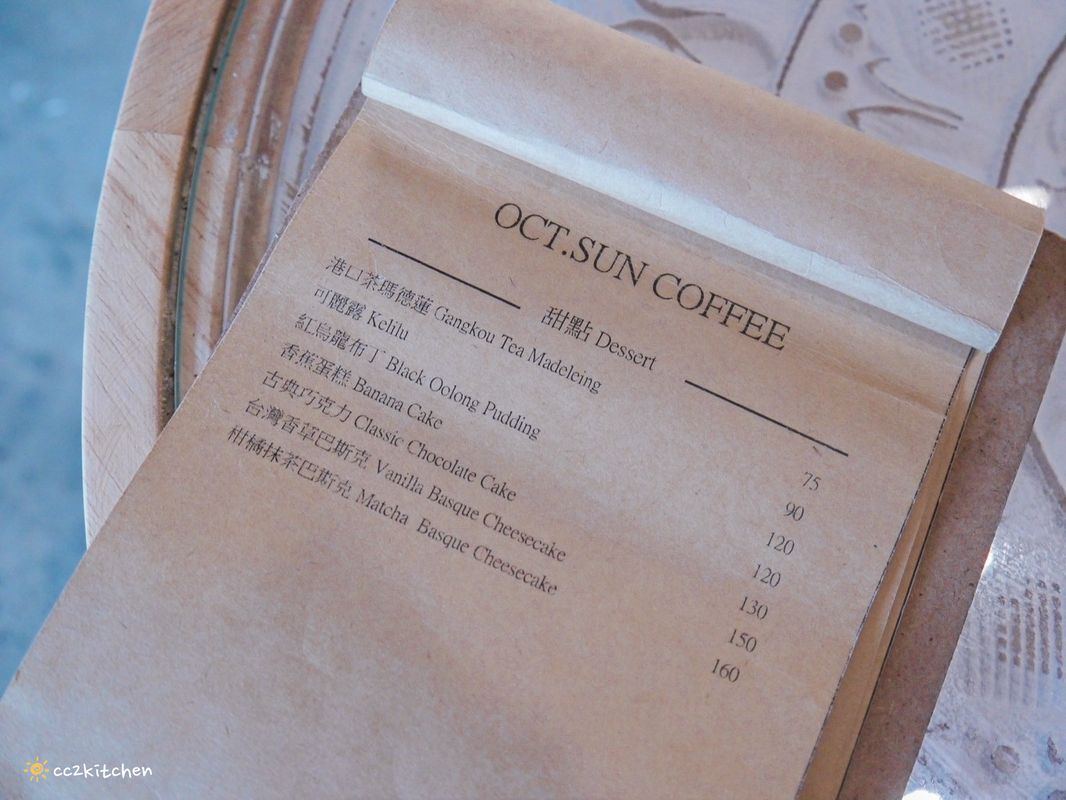 OCT.SUN COFFEE
甜點 Dessert
港口茶瑪德蓮 Gangkou Tea Madeleing 75
可麗露 Kelilu 90
紅烏龍布丁 Black Oolong Pudding 120
香蕉蛋糕 Banana Cake 120
古典巧克力 Classic Chocolate Cake 130
台灣香草巴斯克 Vanilla Basque Cheesecake 150
柑橘抹茶巴斯克 Matcha Basque Cheesecake 160
cc2kitchen